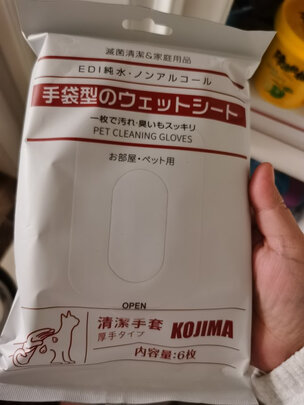 滅菌清潔&家庭用品
EDI純水・ノンアルコール
手袋型のウェットシート
一枚で汚れ・臭いもスッキリ
PET CLEANING GLOVES
お部屋・ペット用
OPEN
清潔手套
厚手タイプ
KOJIMA
内容量:6枚